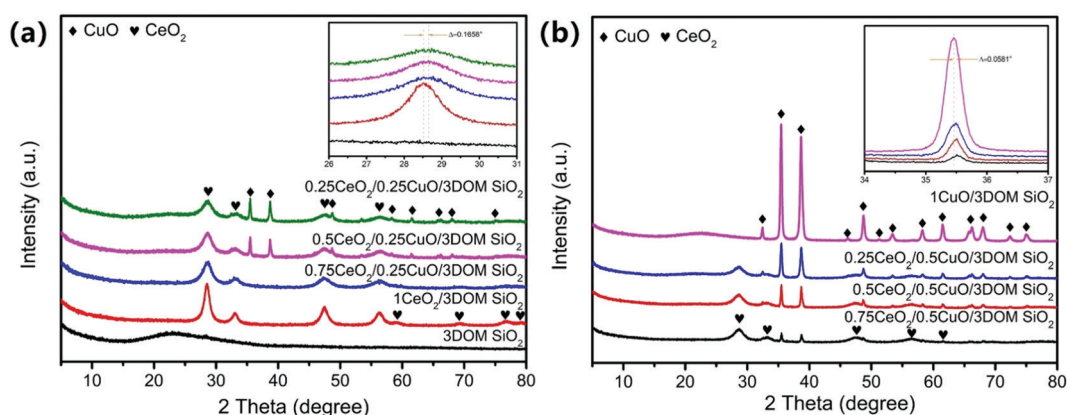 (a)
♦ CuO ♥ CeO₂
Δ=0.1658°
26 27 28 29 30 31
0.25CeO₂/0.25CuO/3DOM SiO₂
0.5CeO₂/0.25CuO/3DOM SiO₂
0.75CeO₂/0.25CuO/3DOM SiO₂
1CeO₂/3DOM SiO₂
3DOM SiO₂
Intensity (a.u.)
10 20 30 40 50 60 70 80
2 Theta (degree)
(b)
♦ CuO ♥ CeO₂
Δ=0.0581°
34 35 36 37
1CuO/3DOM SiO₂
0.25CeO₂/0.5CuO/3DOM SiO₂
0.5CeO₂/0.5CuO/3DOM SiO₂
0.75CeO₂/0.5CuO/3DOM SiO₂
Intensity (a.u.)
10 20 30 40 50 60 70 80
2 Theta (degree)